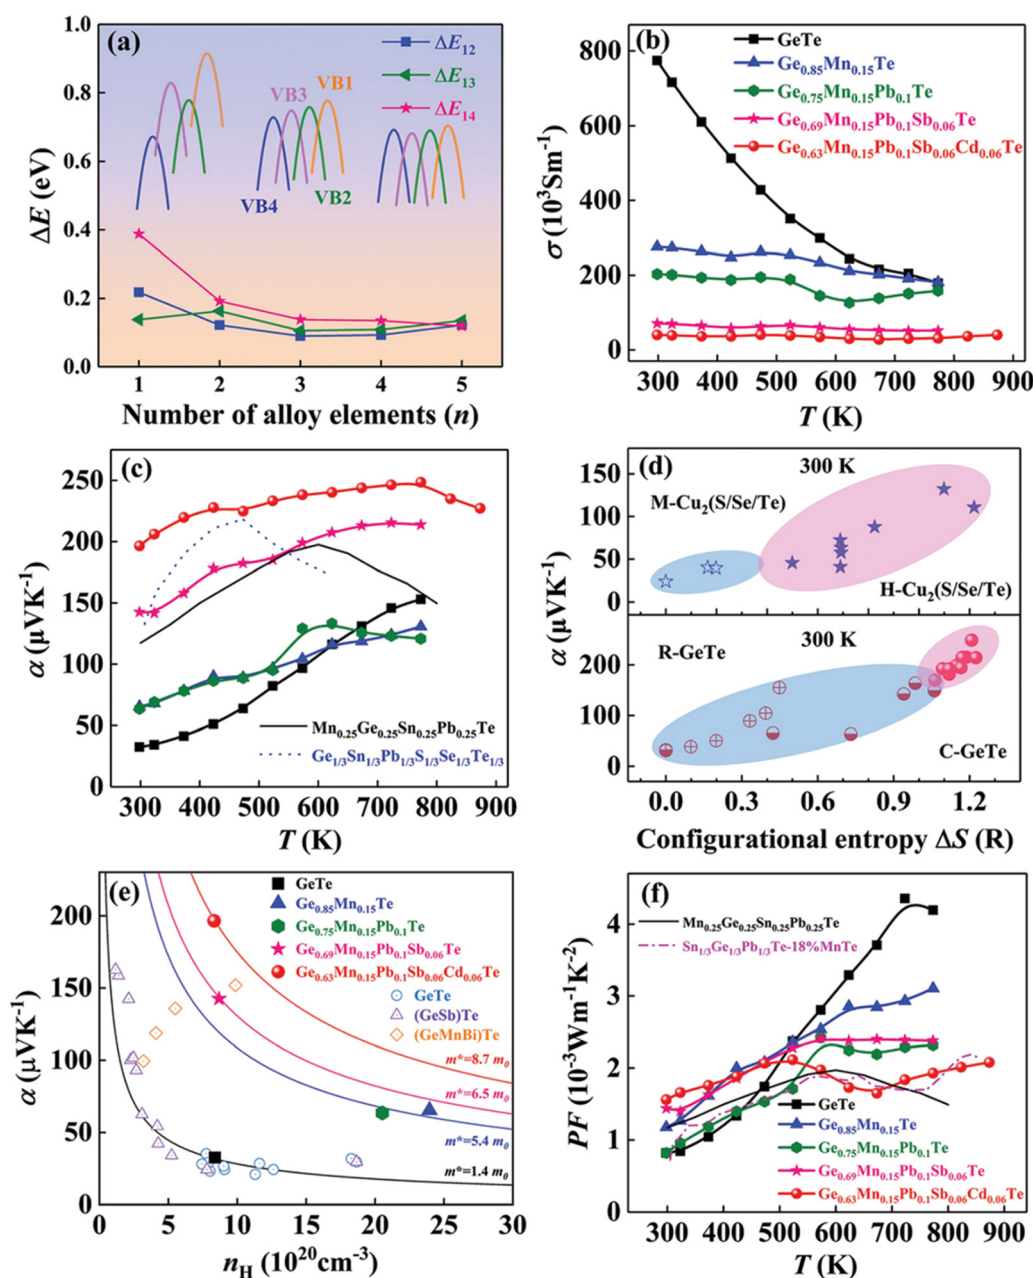 (a)
ΔE₁₂
ΔE₁₃
ΔE₁₄
VB3
VB1
VB4
VB2
1.0
0.8
0.6
0.4
0.2
0.0
ΔE (eV)
1 2 3 4 5
Number of alloy elements (n)
(b)
GeTe
Ge₀.₈₅Mn₀.₁₅Te
Ge₀.₇₅Mn₀.₁₅Pb₀.₁Te
Ge₀.₆₉Mn₀.₁₅Pb₀.₁Sb₀.₀₆Te
Ge₀.₆₃Mn₀.₁₅Pb₀.₁Sb₀.₀₆Cd₀.₀₆Te
800
600
400
200
0
σ (10³Sm⁻¹)
300 400 500 600 700 800 900
T (K)
(c)
250
200
150
100
50
0
α (μVK⁻¹)
Mn₀.₂₅Ge₀.₂₅Sn₀.₂₅Pb₀.₂₅Te
Ge₁/₃Sn₁/₃Pb₁/₃S₁/₃Se₁/₃Te₁/₃
300 400 500 600 700 800 900
T (K)
(d)
300 K
M-Cu₂(S/Se/Te)
H-Cu₂(S/Se/Te)
150
100
50
0
α (μVK⁻¹)
300 K
R-GeTe
C-GeTe
200
100
0
0.0 0.3 0.6 0.9 1.2
Configurational entropy ΔS (R)
(e)
GeTe
Ge₀.₈₅Mn₀.₁₅Te
Ge₀.₇₅Mn₀.₁₅Pb₀.₁Te
Ge₀.₆₉Mn₀.₁₅Pb₀.₁Sb₀.₀₆Te
Ge₀.₆₃Mn₀.₁₅Pb₀.₁Sb₀.₀₆Cd₀.₀₆Te
GeTe
(GeSb)Te
(GeMnBi)Te
m*=8.7 m₀
m*=6.5 m₀
m*=5.4 m₀
m*=1.4 m₀
200
150
100
50
0
α (μVK⁻¹)
0 5 10 15 20 25 30
n_H (10²⁰cm⁻³)
(f)
Mn₀.₂₅Ge₀.₂₅Sn₀.₂₅Pb₀.₂₅Te
Sn₁/₃Ge₁/₃Pb₁/₃Te-18%MnTe
4
3
2
1
0
PF (10⁻³Wm⁻¹K⁻²)
GeTe
Ge₀.₈₅Mn₀.₁₅Te
Ge₀.₇₅Mn₀.₁₅Pb₀.₁Te
Ge₀.₆₉Mn₀.₁₅Pb₀.₁Sb₀.₀₆Te
Ge₀.₆₃Mn₀.₁₅Pb₀.₁Sb₀.₀₆Cd₀.₀₆Te
300 400 500 600 700 800 900
T (K)